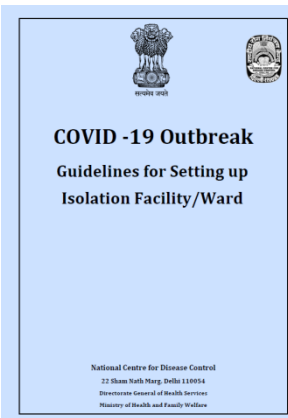 सत्यमेव जयते
COVID -19 Outbreak
Guidelines for Setting up
Isolation Facility/Ward
National Centre for Disease Control
22 Sham Nath Marg, Delhi 110054
Directorate General of Health Services
Ministry of Health and Family Welfare